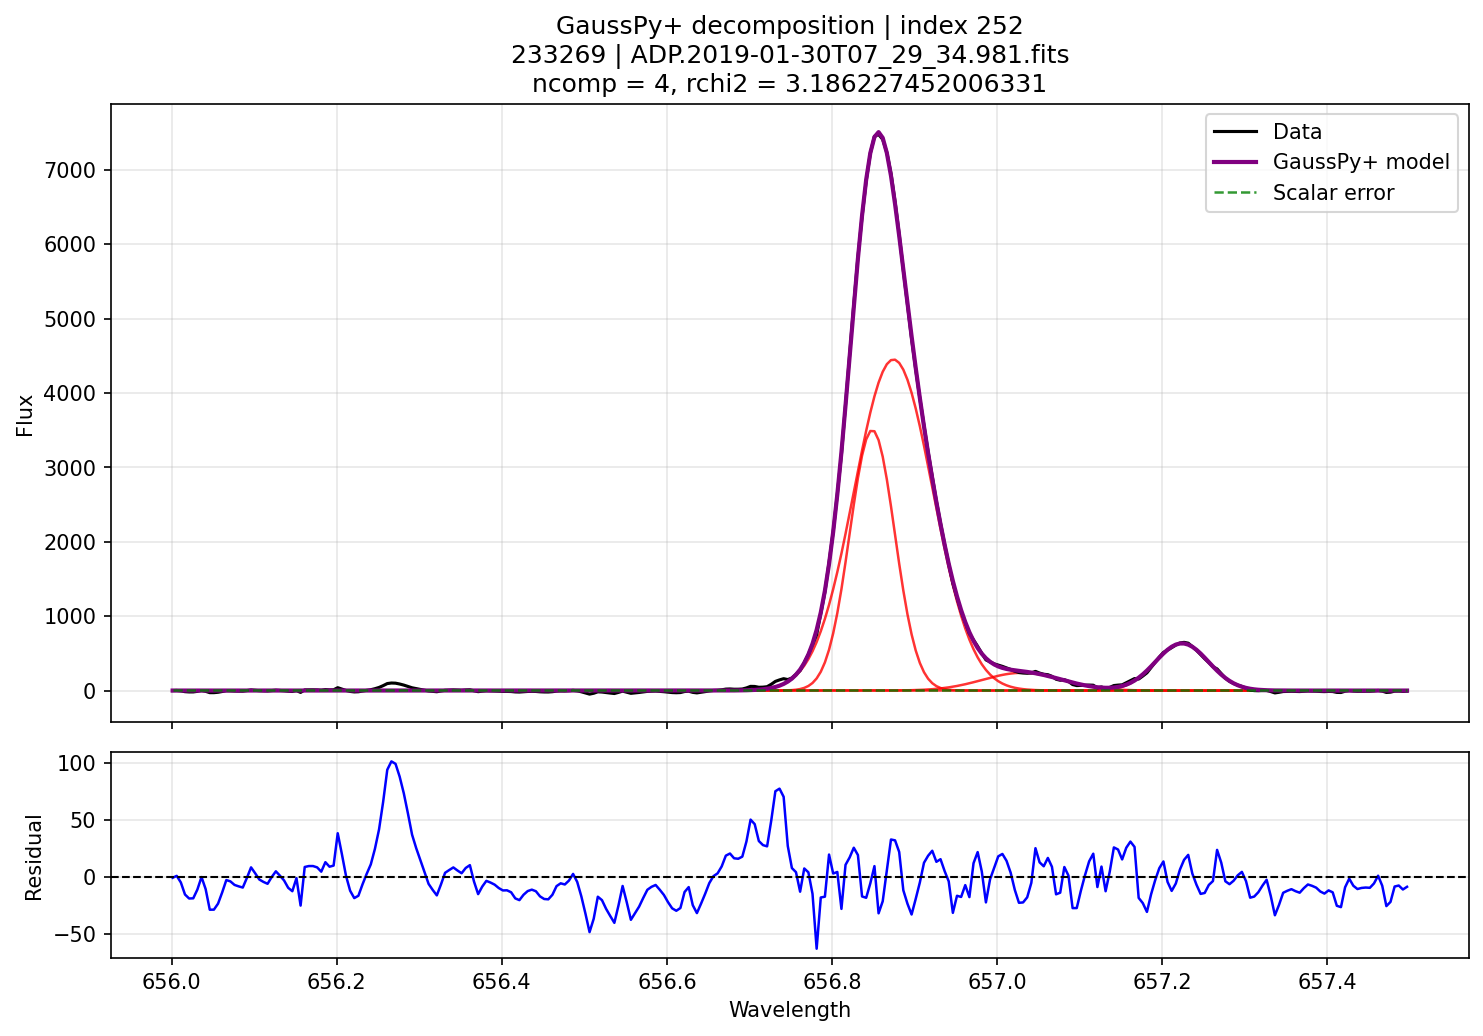 GaussPy+ decomposition | index 252
233269 | ADP.2019-01-30T07_29_34.981.fits
ncomp = 4, rchi2 = 3.186227452006331
Data
GaussPy+ model
Scalar error
Flux
7000
6000
5000
4000
3000
2000
1000
0
Residual
100
50
0
−50
656.0
656.2
656.4
656.6
656.8
657.0
657.2
657.4
Wavelength